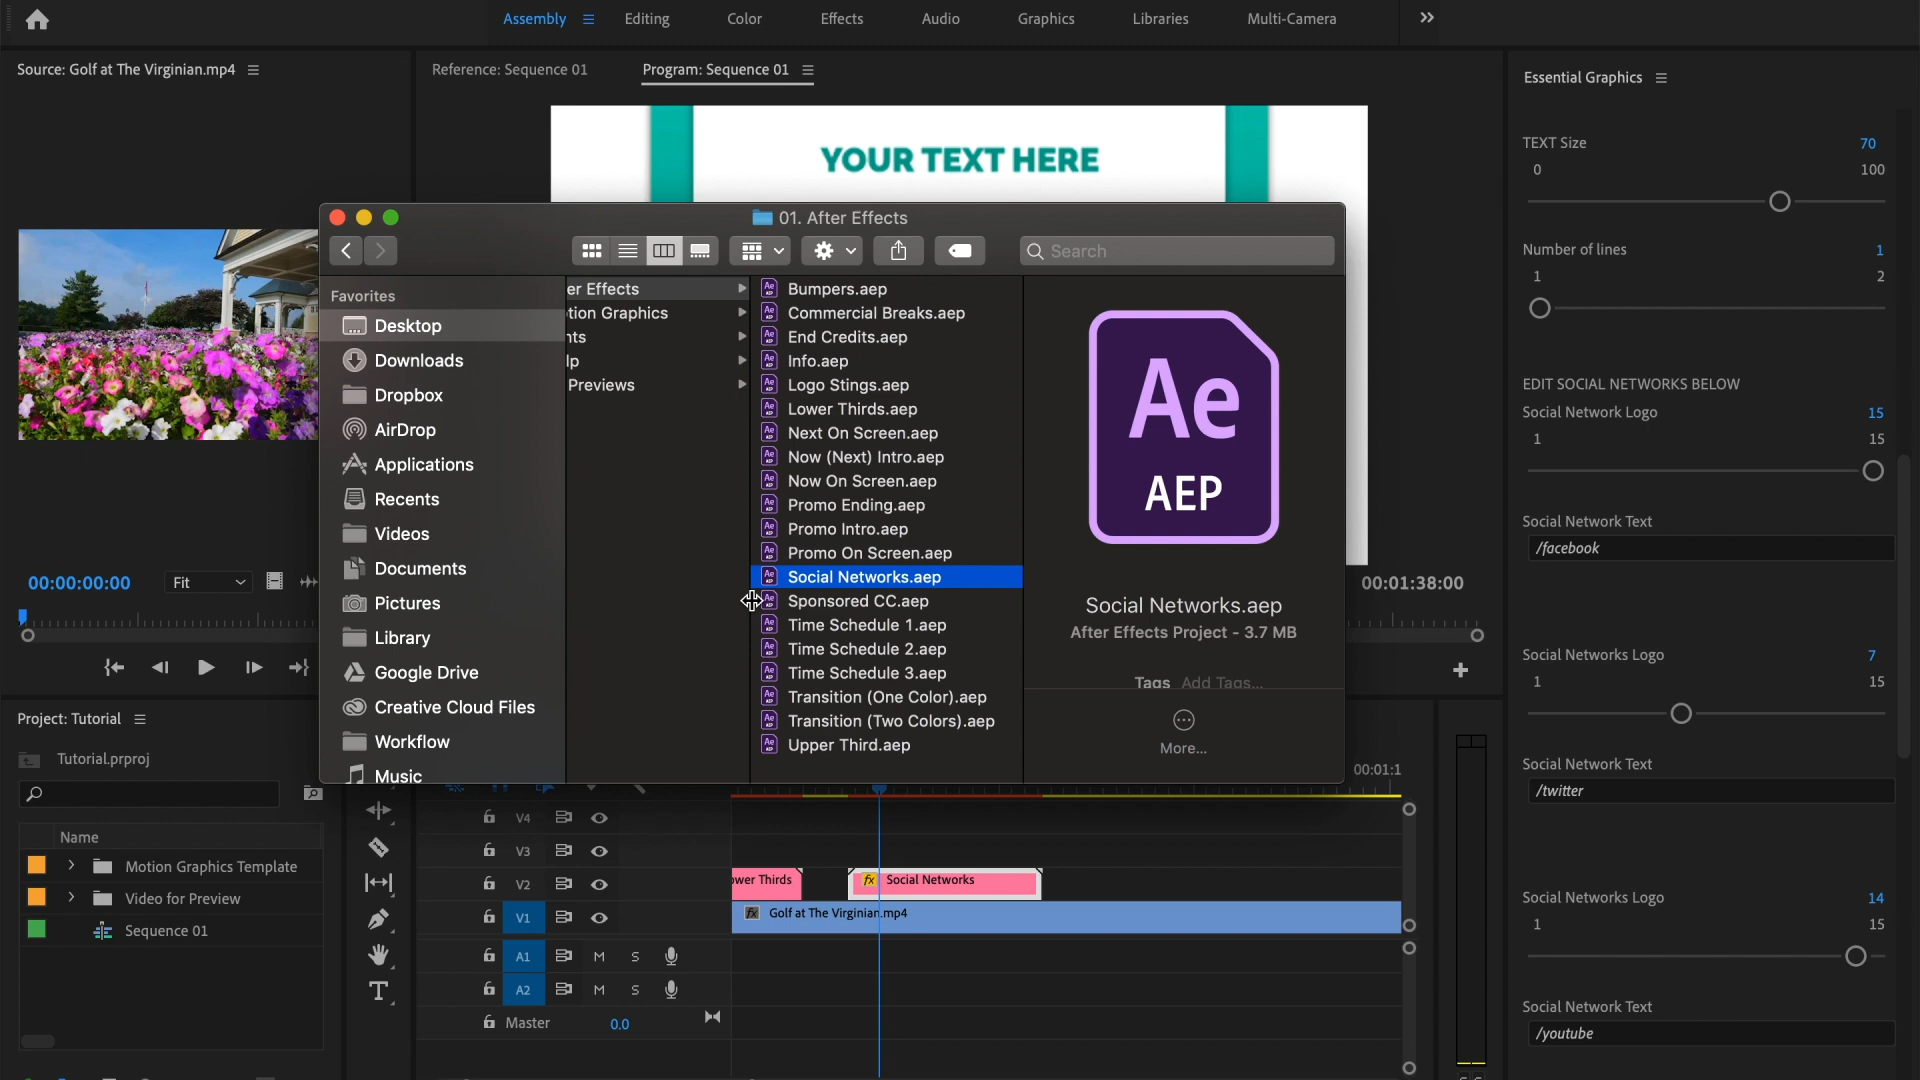 Assembly
Editing
Color
Effects
Audio
Graphics
Libraries
Multi-Camera
Source: Golf at The Virginian.mp4
Reference: Sequence 01
Program: Sequence 01
Essential Graphics
YOUR TEXT HERE
TEXT Size 70
0 100
Number of lines 1
1 2
EDIT SOCIAL NETWORKS BELOW
Social Network Logo 15
1 15
Social Network Text
/facebook
Social Networks Logo 7
1 15
Social Network Text
/twitter
Social Networks Logo 14
1 15
Social Network Text
/youtube
01. After Effects
Search
Favorites
Desktop
Downloads
Dropbox
AirDrop
Applications
Recents
Videos
Documents
Pictures
Library
Google Drive
Creative Cloud Files
Workflow
Music
er Effects
tion Graphics
nts
lp
Previews
Bumpers.aep
Commercial Breaks.aep
End Credits.aep
Info.aep
Logo Stings.aep
Lower Thirds.aep
Next On Screen.aep
Now (Next) Intro.aep
Now On Screen.aep
Promo Ending.aep
Promo Intro.aep
Promo On Screen.aep
Social Networks.aep
Sponsored CC.aep
Time Schedule 1.aep
Time Schedule 2.aep
Time Schedule 3.aep
Transition (One Color).aep
Transition (Two Colors).aep
Upper Third.aep
Ae
AEP
Social Networks.aep
After Effects Project - 3.7 MB
Tags Add Tags...
More...
00:00:00:00
Fit
00:01:38:00
Project: Tutorial
Tutorial.prproj
Name
Motion Graphics Template
Video for Preview
Sequence 01
00:01:1
V4
V3
V2
ower Thirds
fx Social Networks
V1
fx Golf at The Virginian.mp4
A1 M S
A2 M S
Master 0.0